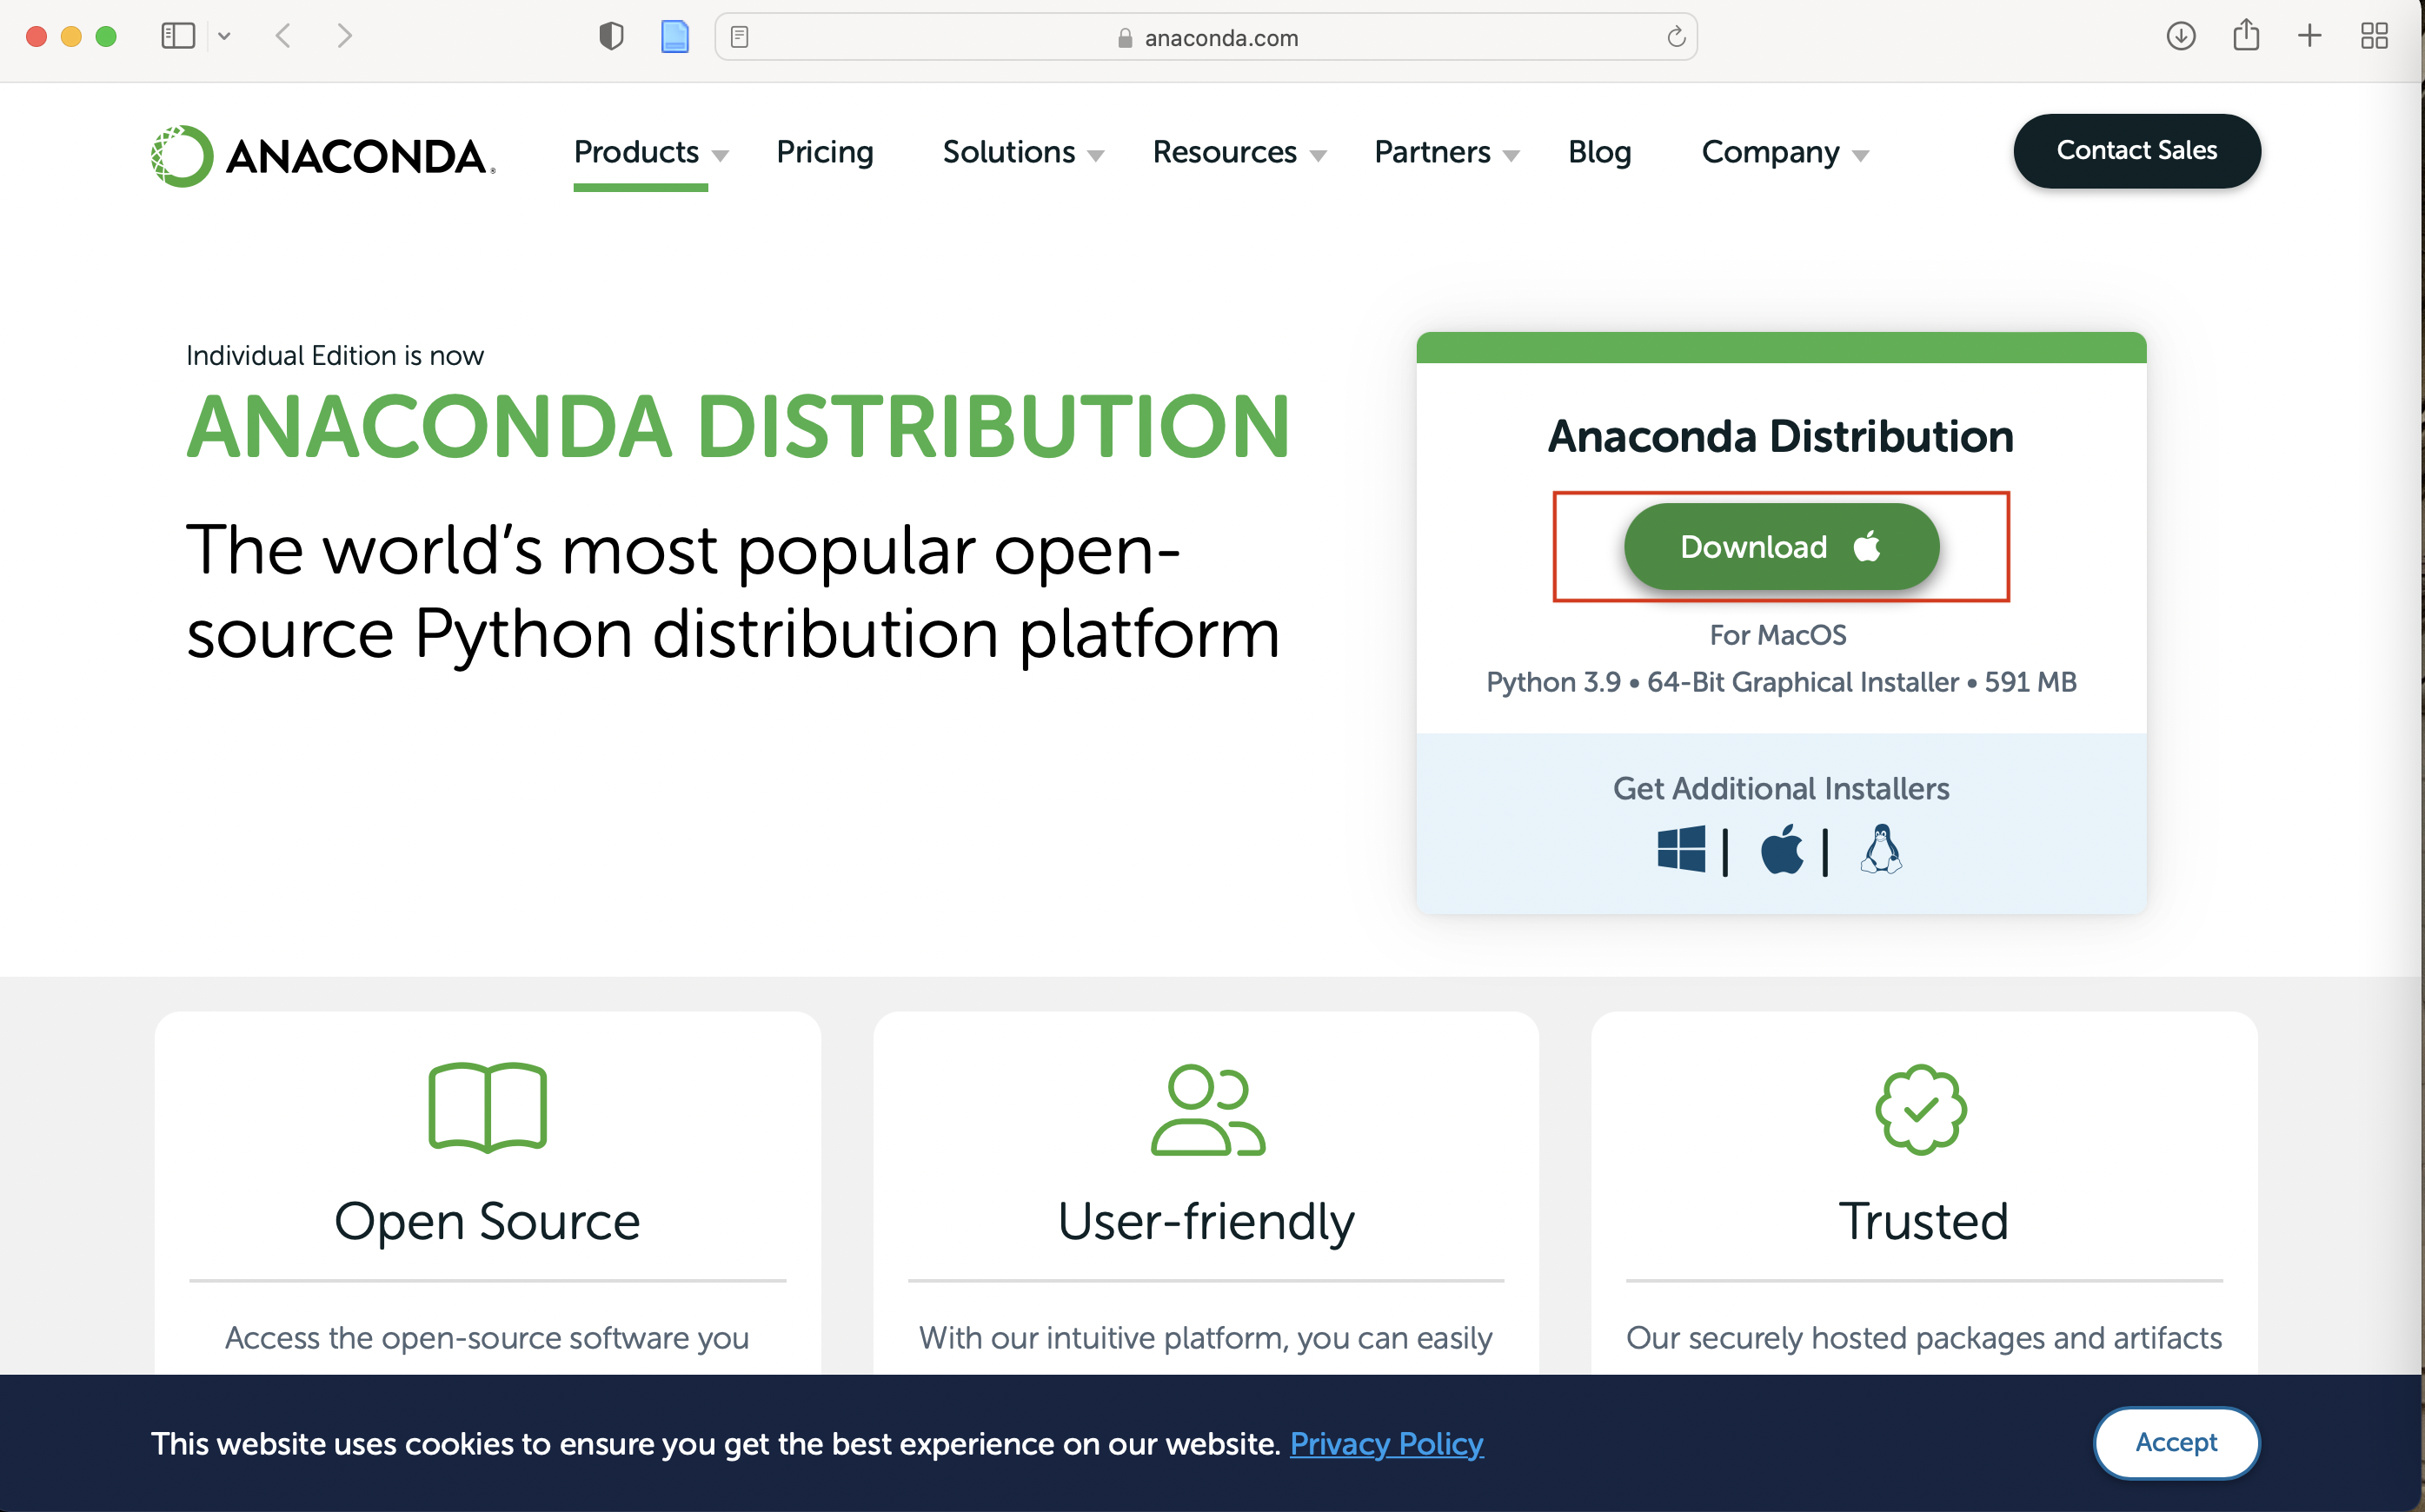 anaconda.com
ANACONDA.
Products
Pricing
Solutions
Resources
Partners
Blog
Company
Contact Sales
Individual Edition is now
ANACONDA DISTRIBUTION
The world's most popular open-
source Python distribution platform
Anaconda Distribution
Download
For MacOS
Python 3.9 • 64-Bit Graphical Installer • 591 MB
Get Additional Installers
Open Source
Access the open-source software you
User-friendly
With our intuitive platform, you can easily
Trusted
Our securely hosted packages and artifacts
This website uses cookies to ensure you get the best experience on our website. Privacy Policy
Accept